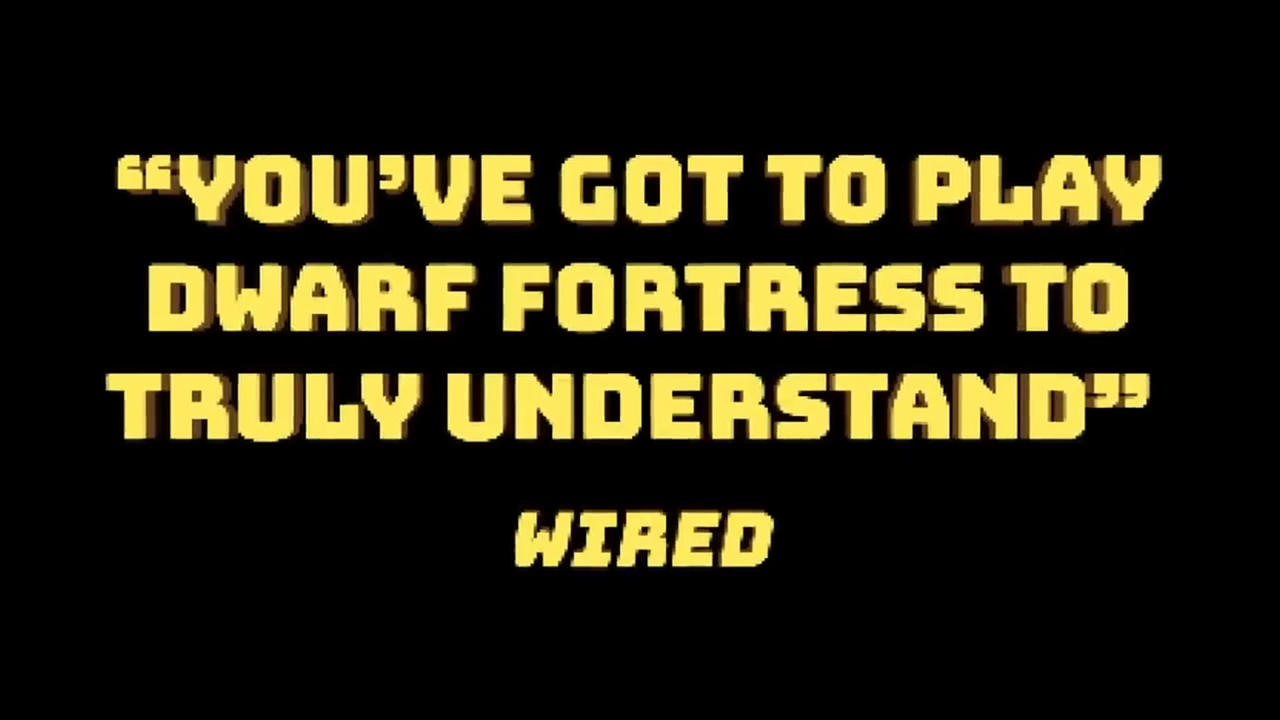 “YOU’VE GOT TO PLAY
DWARF FORTRESS TO
TRULY UNDERSTAND”
WIRED